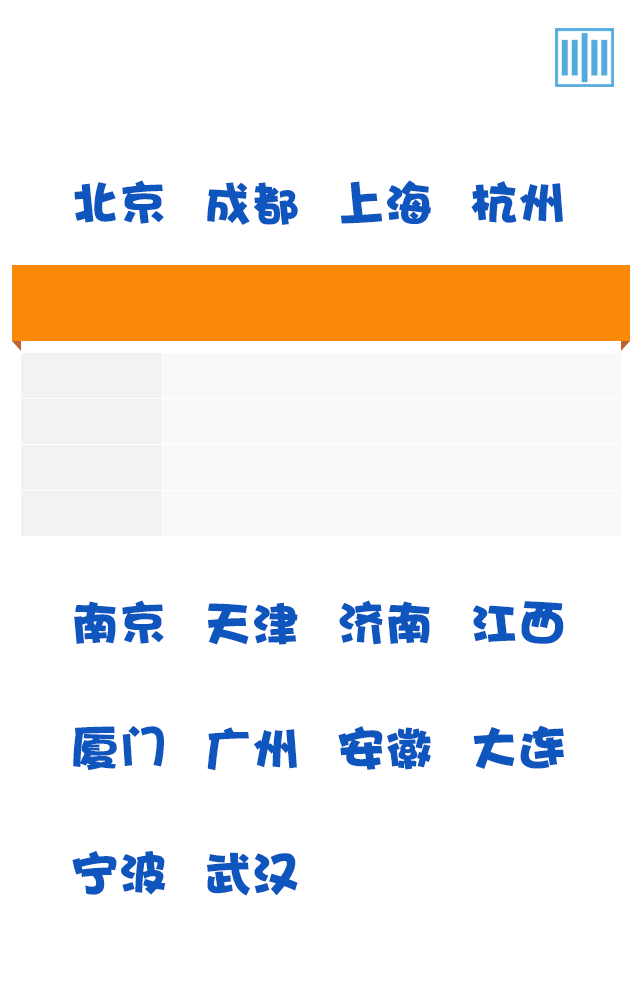 北京 成都 上海 杭州
南京 天津 济南 江西
厦门 广州 安徽 大连
宁波 武汉